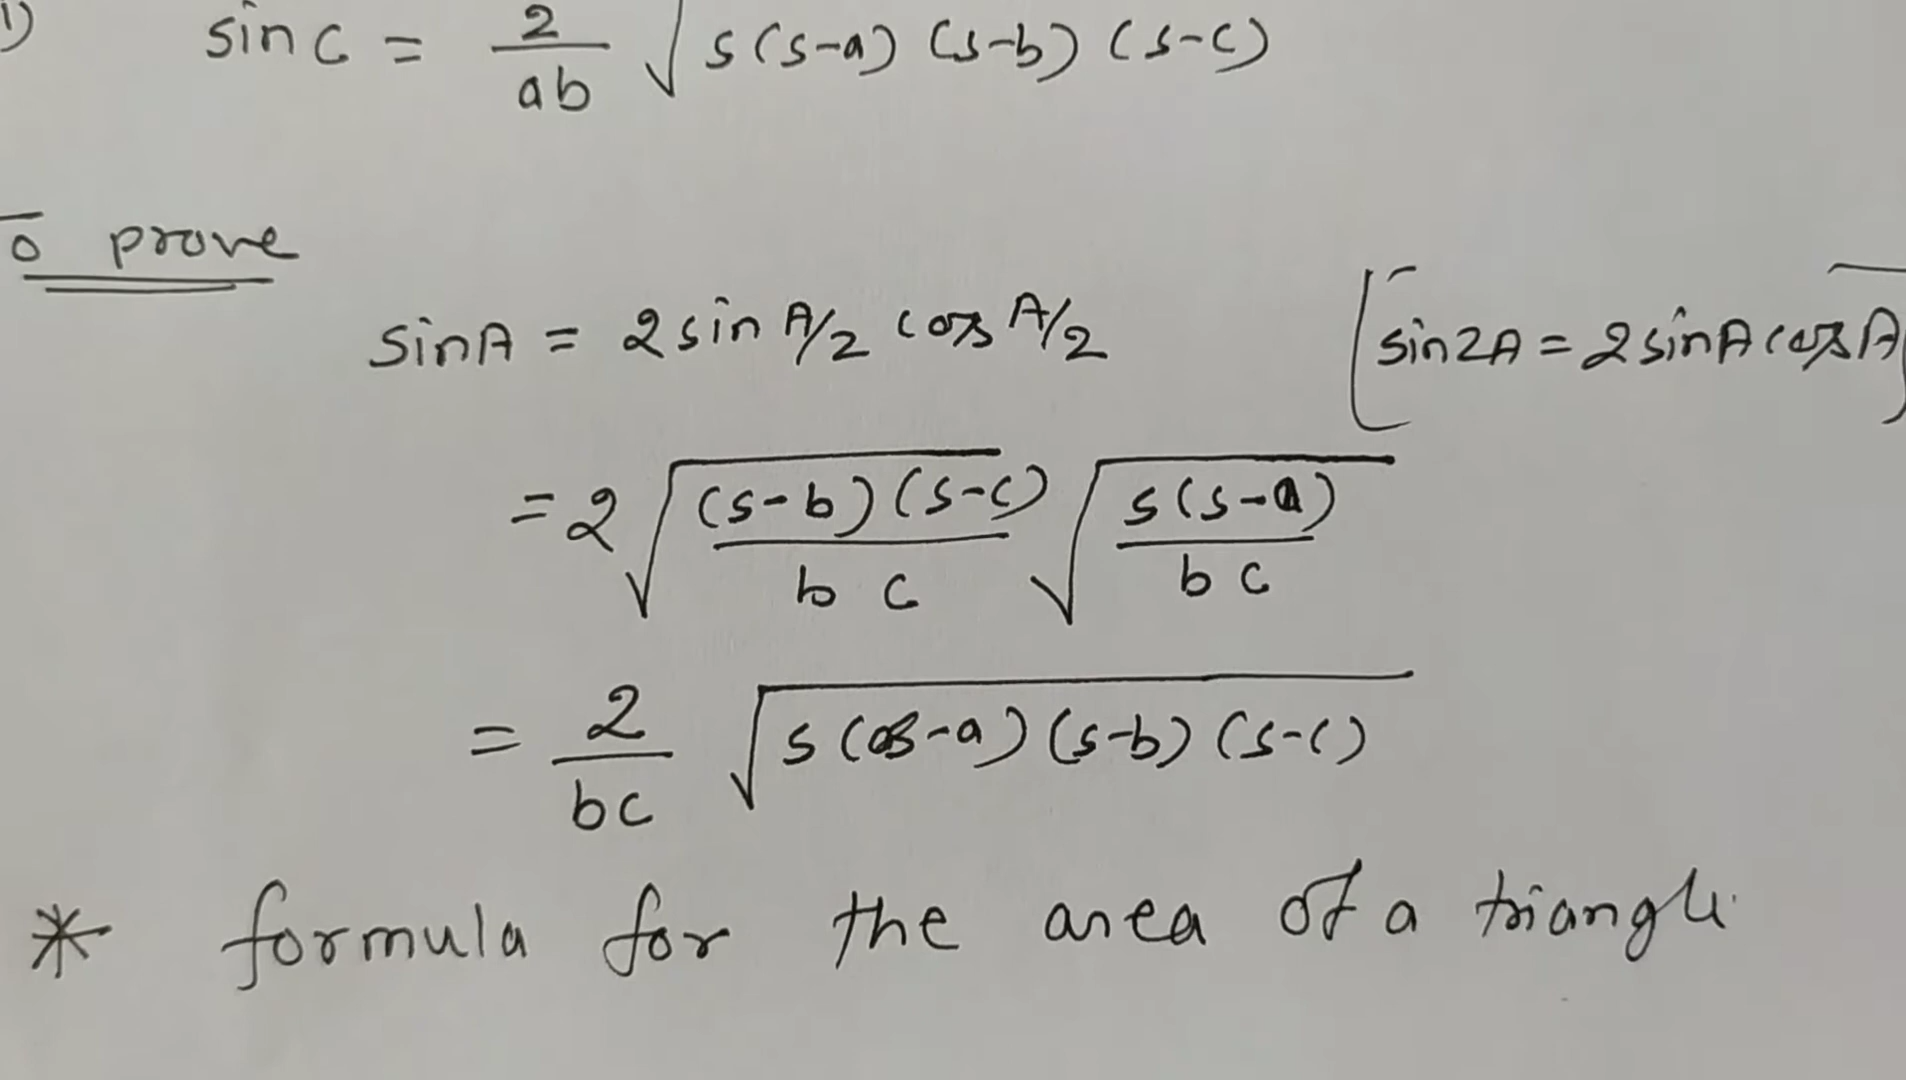 1) sin C = 2/ab √ s(s-a) (s-b) (s-c)
To prove
sin A = 2 sin A/2 cos A/2 [sin 2A = 2 sin A cos A]
= 2 √((s-b)(s-c)/bc) √(s(s-a)/bc)
= 2/bc √(s(s-a)(s-b)(s-c))
* formula for the area of a triangle.